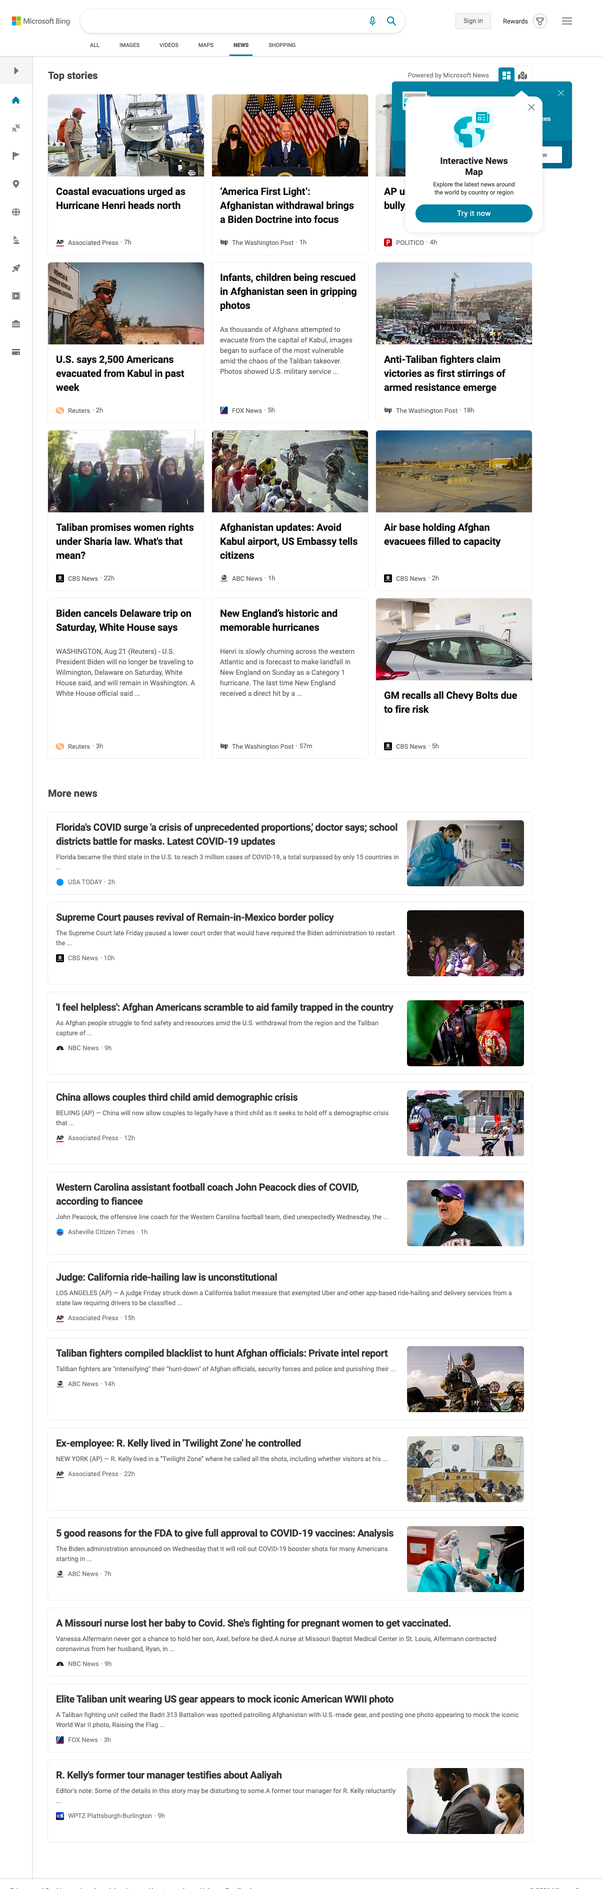 Microsoft Bing
Sign in
Rewards
ALL
IMAGES
VIDEOS
MAPS
NEWS
SHOPPING
Top stories
Powered by Microsoft News
Interactive News
Map
Explore the latest news around
the world by country or region
Try it now
Coastal evacuations urged as
Hurricane Henri heads north
AP Associated Press · 7h
‘America First Light’:
Afghanistan withdrawal brings
a Biden Doctrine into focus
wp The Washington Post · 1h
AP u
bully
POLITICO · 4h
U.S. says 2,500 Americans
evacuated from Kabul in past
week
Reuters · 2h
Infants, children being rescued
in Afghanistan seen in gripping
photos
As thousands of Afghans attempted to
evacuate from the capital of Kabul, images
began to surface of the most vulnerable
amid the chaos of the Taliban takeover.
Photos showed U.S. military service ...
FOX News · 5h
Anti-Taliban fighters claim
victories as first stirrings of
armed resistance emerge
wp The Washington Post · 18h
Taliban promises women rights
under Sharia law. What's that
mean?
CBS News · 22h
Afghanistan updates: Avoid
Kabul airport, US Embassy tells
citizens
ABC News · 1h
Air base holding Afghan
evacuees filled to capacity
CBS News · 2h
Biden cancels Delaware trip on
Saturday, White House says
WASHINGTON, Aug 21 (Reuters) - U.S.
President Biden will no longer be traveling to
Wilmington, Delaware on Saturday, White
House said, and will remain in Washington. A
White House official said ...
Reuters · 3h
New England’s historic and
memorable hurricanes
Henri is slowly churning across the western
Atlantic and is forecast to make landfall in
New England on Sunday as a Category 1
hurricane. The last time New England
received a direct hit by a ...
wp The Washington Post · 57m
GM recalls all Chevy Bolts due
to fire risk
CBS News · 5h
More news
Florida's COVID surge 'a crisis of unprecedented proportions,' doctor says; school
districts battle for masks. Latest COVID-19 updates
Florida became the third state in the U.S. to reach 3 million cases of COVID-19, a total surpassed by only 15 countries in
...
USA TODAY · 2h
Supreme Court pauses revival of Remain-in-Mexico border policy
The Supreme Court late Friday paused a lower court order that would have required the Biden administration to restart
the ...
CBS News · 10h
'I feel helpless': Afghan Americans scramble to aid family trapped in the country
As Afghan people struggle to find safety and resources amid the U.S. withdrawal from the region and the Taliban
capture of ...
NBC News · 9h
China allows couples third child amid demographic crisis
BEIJING (AP) — China will now allow couples to legally have a third child as it seeks to hold off a demographic crisis
that ...
AP Associated Press · 12h
Western Carolina assistant football coach John Peacock dies of COVID,
according to fiancee
John Peacock, the offensive line coach for the Western Carolina football team, died unexpectedly Wednesday, the ...
Asheville Citizen Times · 1h
Judge: California ride-hailing law is unconstitutional
LOS ANGELES (AP) — A judge Friday struck down a California ballot measure that exempted Uber and other app-based ride-hailing and delivery services from a
state law requiring drivers to be classified ...
AP Associated Press · 15h
Taliban fighters compiled blacklist to hunt Afghan officials: Private intel report
Taliban fighters are "intensifying" their "hunt-down" of Afghan officials, security forces and police and punishing their ...
ABC News · 14h
Ex-employee: R. Kelly lived in 'Twilight Zone' he controlled
NEW YORK (AP) — R. Kelly lived in a "Twilight Zone" where he called all the shots, including whether visitors at his ...
AP Associated Press · 22h
5 good reasons for the FDA to give full approval to COVID-19 vaccines: Analysis
The Biden administration announced on Wednesday that it will roll out COVID-19 booster shots for many Americans
starting in ...
ABC News · 7h
A Missouri nurse lost her baby to Covid. She's fighting for pregnant women to get vaccinated.
Vanessa Alfermann never got a chance to hold her son, Axel, before he died.A nurse at Missouri Baptist Medical Center in St. Louis, Alfermann contracted
coronavirus from her husband, Ryan, in ...
NBC News · 9h
Elite Taliban unit wearing US gear appears to mock iconic American WWII photo
A Taliban fighting unit called the Badri 313 Battalion was spotted patrolling Afghanistan with U.S.-made gear, and posting one photo appearing to mock the iconic
World War II photo, Raising the Flag ...
FOX News · 3h
R. Kelly's former tour manager testifies about Aaliyah
Editor's note: Some of the details in this story may be disturbing to some.A former tour manager for R. Kelly reluctantly
...
WPTZ Plattsburgh-Burlington · 9h